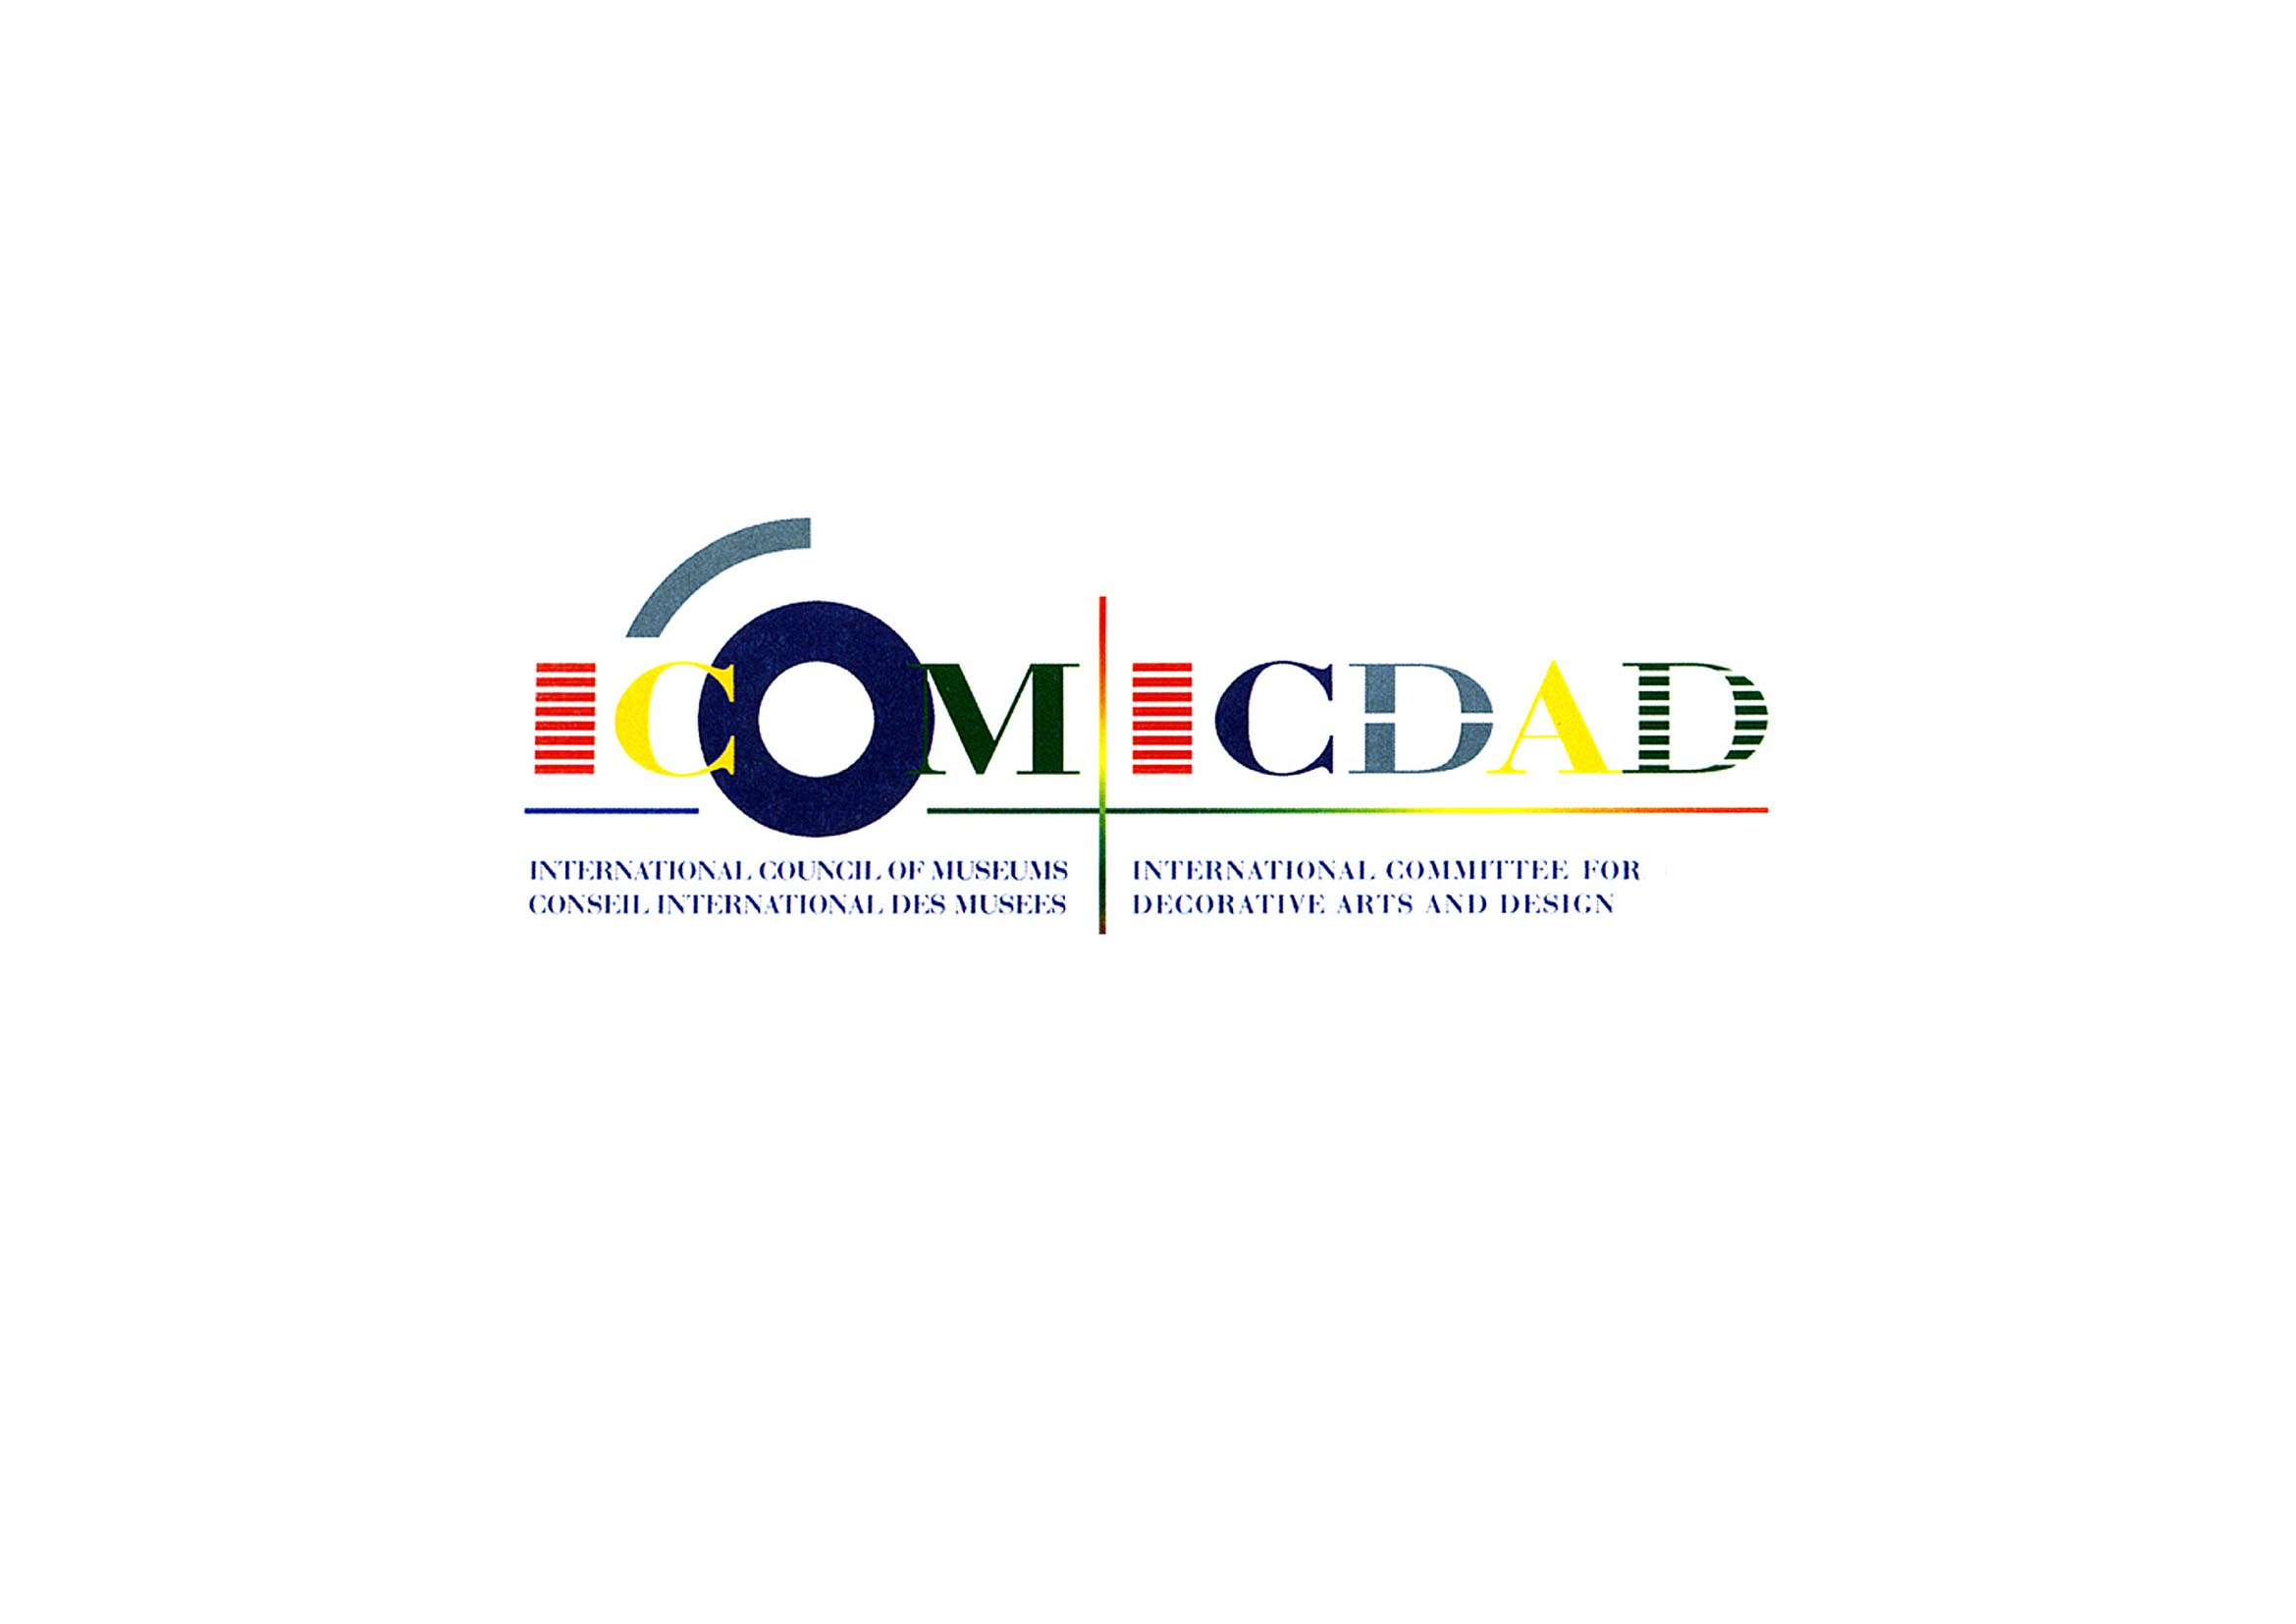 ICOM ICDAD
INTERNATIONAL COUNCIL OF MUSEUMS
CONSEIL INTERNATIONAL DES MUSEES
INTERNATIONAL COMMITTEE FOR
DECORATIVE ARTS AND DESIGN